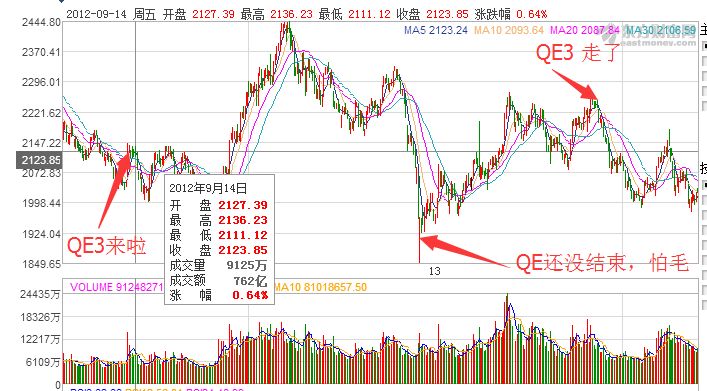 2012-09-14 周五 开盘 2127.39 最高 2136.23 最低 2111.12 收盘 2123.85 涨跌幅 0.64%
2444.80
MA5 2123.24 MA10 2093.64 MA20 2087.84 MA30 2106.59
东方财富网
eastmoney.com
2370.41
QE3 走了
2296.01
2221.62
2147.22
2123.85
2072.83
1998.44
1924.04
1849.65
QE3来啦
2012年9月14日
开 盘 2127.39
最 高 2136.23
最 低 2111.12
收 盘 2123.85
成交量 9125万
成交额 762亿
涨 幅 0.64%
QE还没结束，怕毛
13
VOLUME 91248271
MA10 81018657.50
24435万
18326万
12217万
6109万